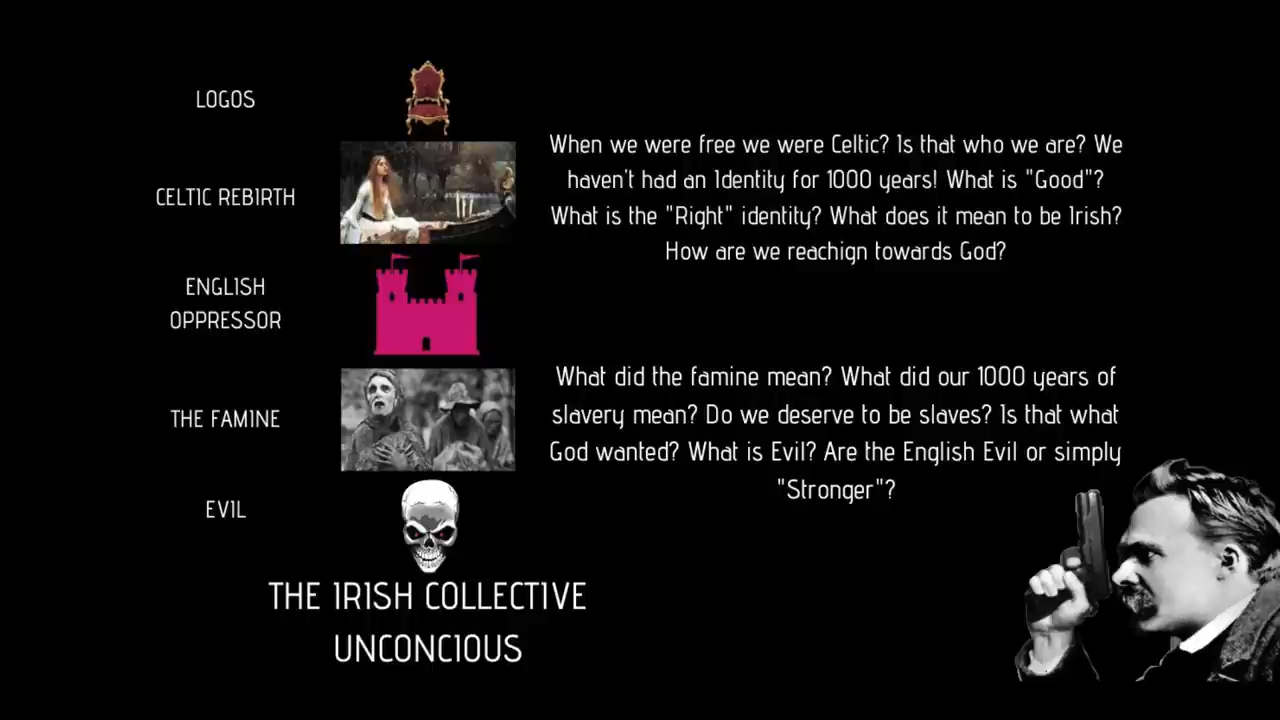 LOGOS
CELTIC REBIRTH
When we were free we were Celtic? Is that who we are? We
haven't had an Identity for 1000 years! What is "Good"?
What is the "Right" identity? What does it mean to be Irish?
How are we reachign towards God?
ENGLISH
OPPRESSOR
THE FAMINE
What did the famine mean? What did our 1000 years of
slavery mean? Do we deserve to be slaves? Is that what
God wanted? What is Evil? Are the English Evil or simply
"Stronger"?
EVIL
THE IRISH COLLECTIVE
UNCONCIOUS